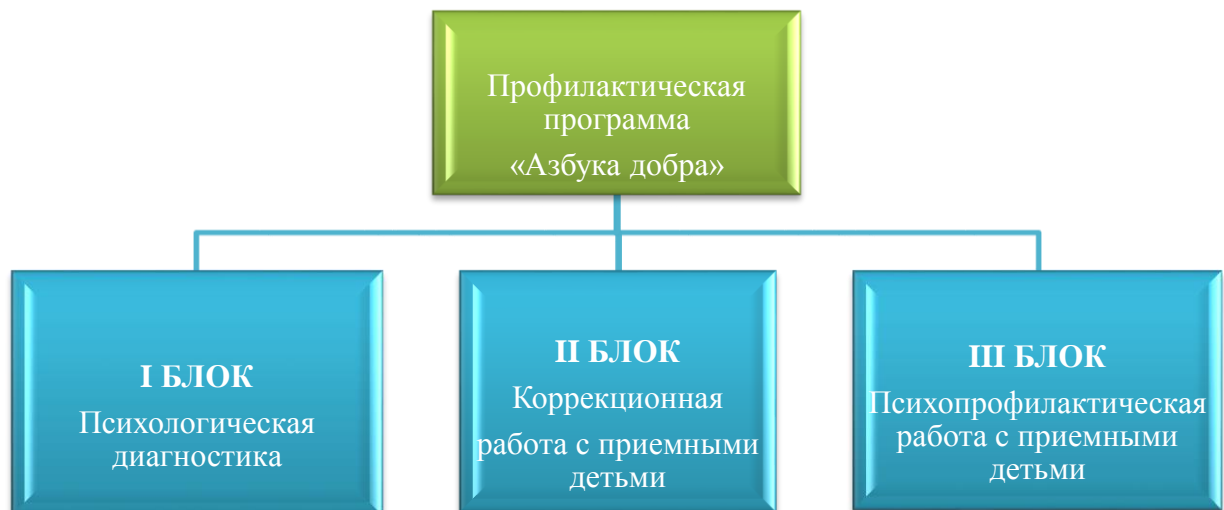 Профилактическая
программа
«Азбука добра»
I БЛОК
Психологическая
диагностика
II БЛОК
Коррекционная
работа с приемными
детьми
III БЛОК
Психопрофилактическая
работа с приемными
детьми